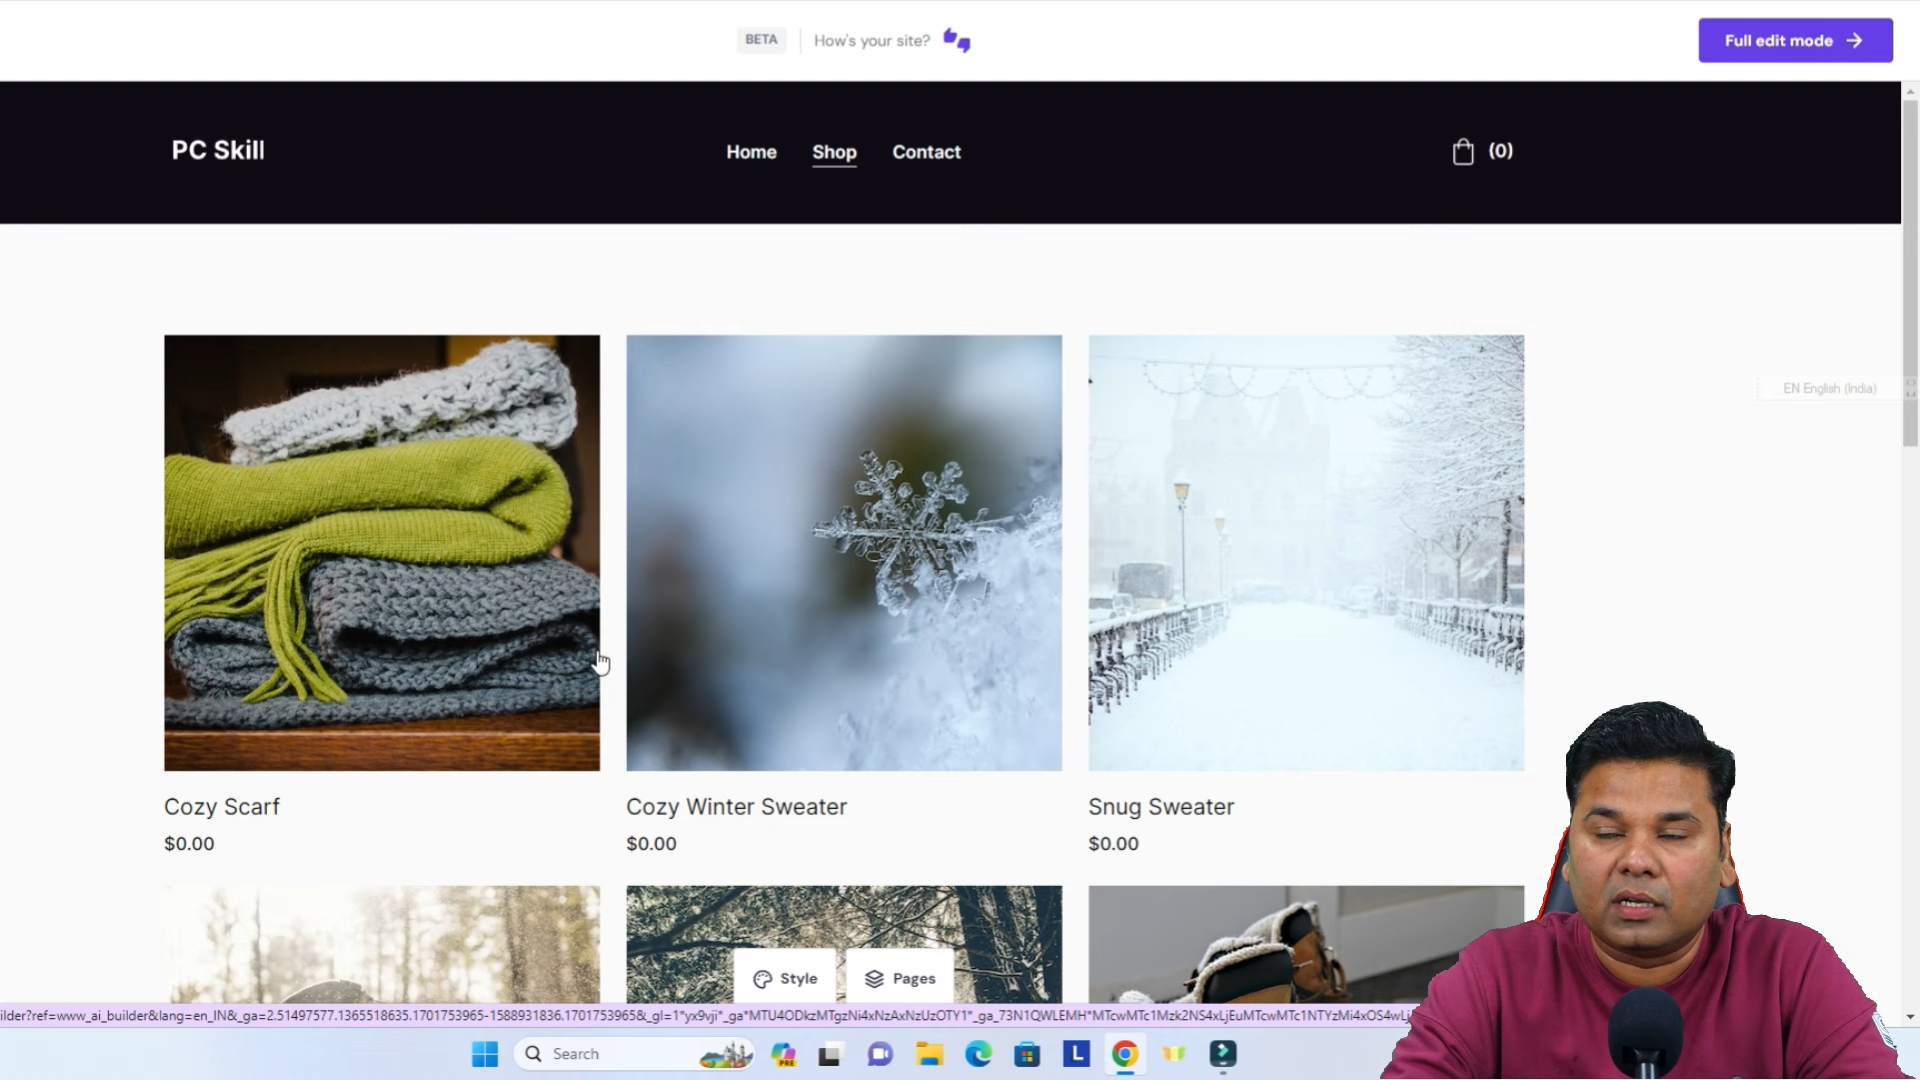 BETA
How's your site?
Full edit mode
PC Skill
Home
Shop
Contact
(0)
EN English (India)
Cozy Scarf
$0.00
Cozy Winter Sweater
$0.00
Snug Sweater
$0.00
Style
Pages
Search
PRE
L